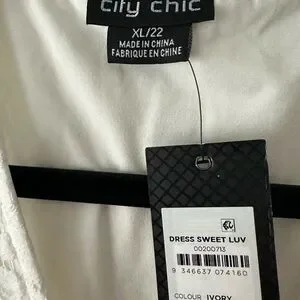 city chic
XL/22
MADE IN CHINA
FABRIQUE EN CHINE
DRESS SWEET LUV
00200713
9 346637 074160
COLOUR IVORY